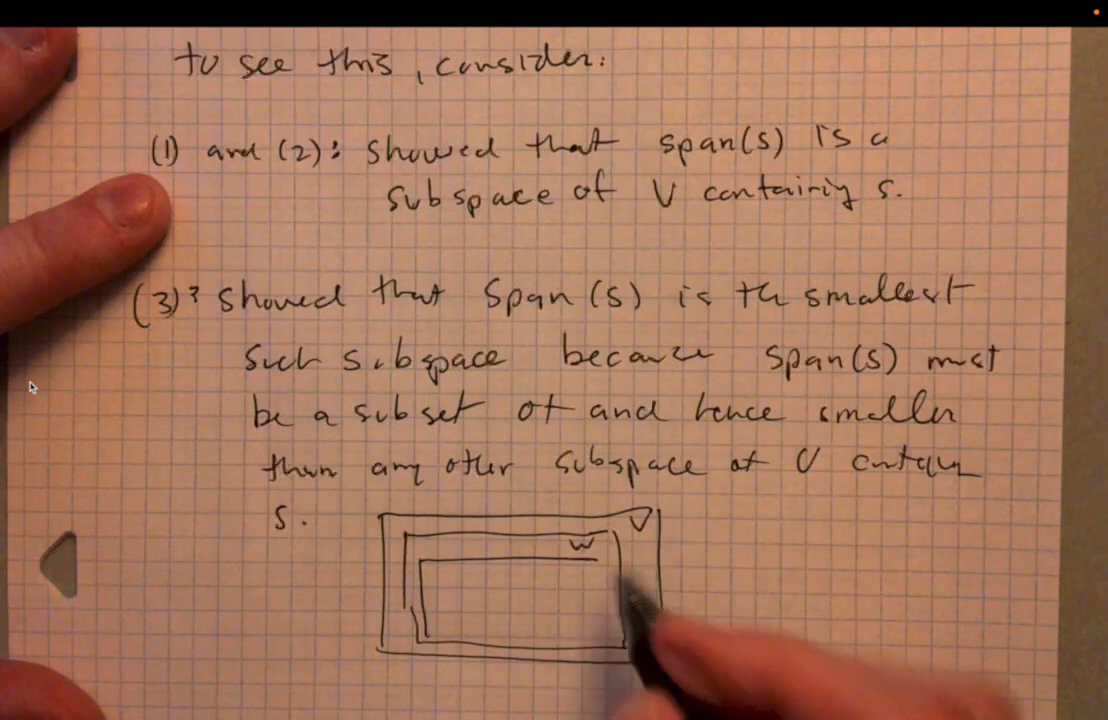 to see this, consider:
(1) and (2): showed that span(s) is a
subspace of V containing s.
(3): showed that span(s) is the smallest
such subspace because span(s) must
be a subset of and hence smaller
than any other subspace of V contain
s.
V
W